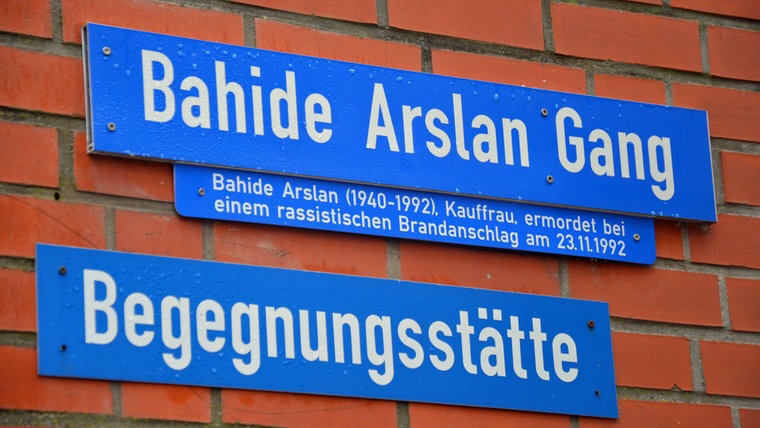 Bahide Arslan Gang
Bahide Arslan (1940-1992), Kauffrau, ermordet bei
einem rassistischen Brandanschlag am 23.11.1992
Begegnungsstätte